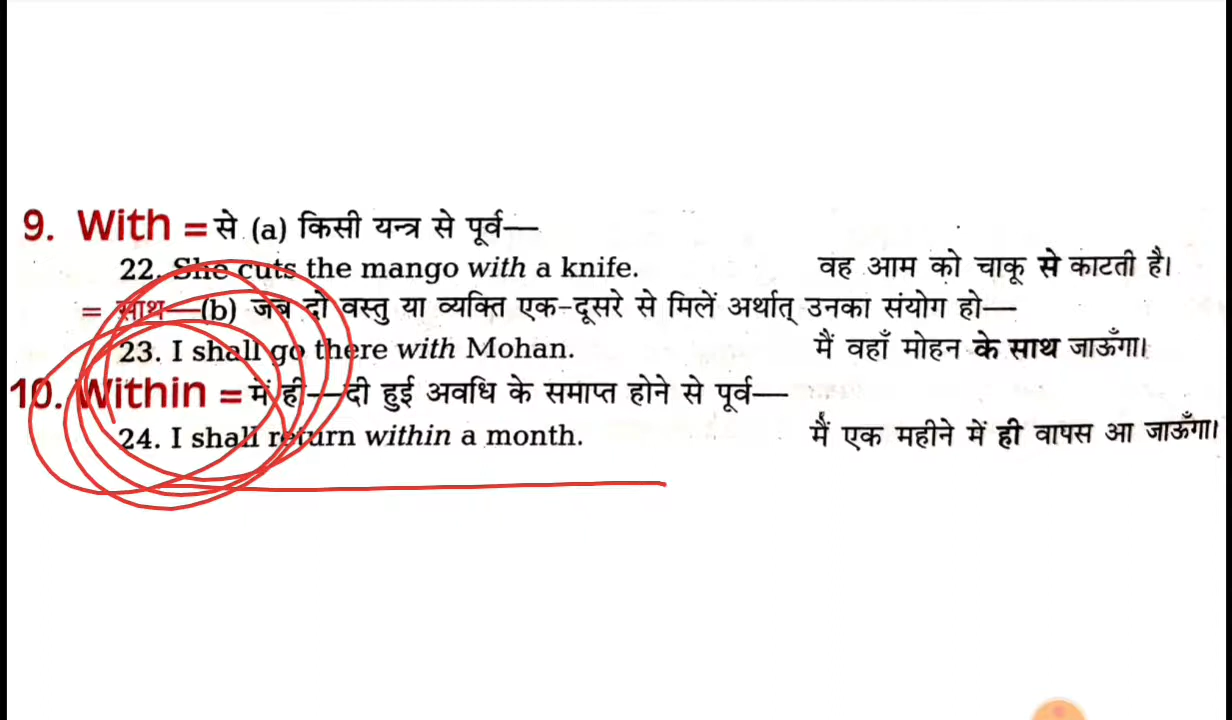 9. With = से (a) किसी यन्त्र से पूर्व—
22. She cuts the mango with a knife. वह आम को चाकू से काटती है।
= साथ—(b) जब दो वस्तु या व्यक्ति एक-दूसरे से मिलें अर्थात् उनका संयोग हो—
23. I shall go there with Mohan. मैं वहाँ मोहन के साथ जाऊँगा।
10. Within = में ही—दी हुई अवधि के समाप्त होने से पूर्व—
24. I shall return within a month. मैं एक महीने में ही वापस आ जाऊँगा।